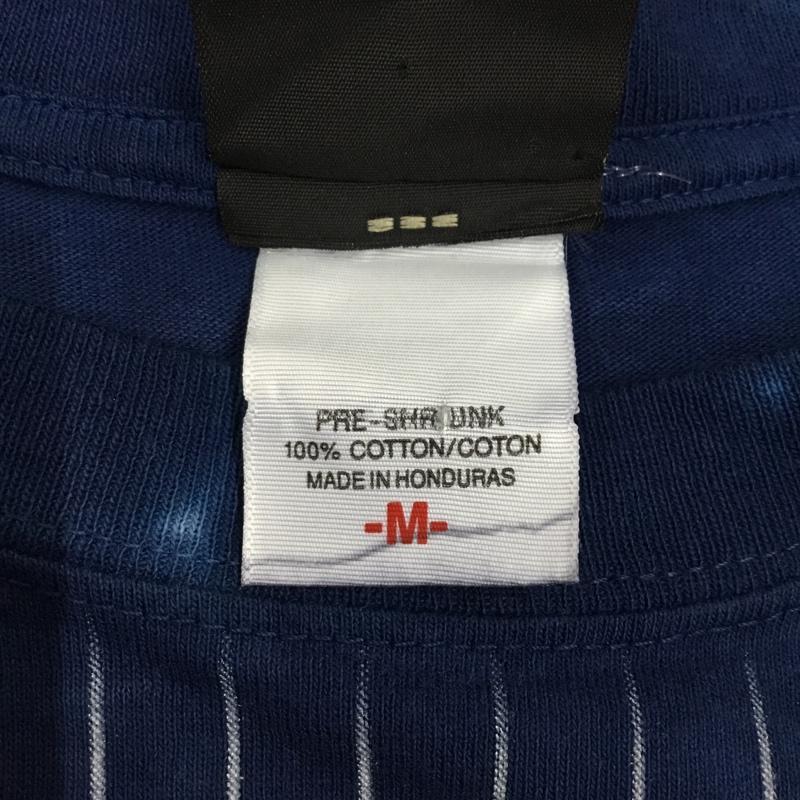 PRE-SHRUNK
100% COTTON/COTON
MADE IN HONDURAS
-M-